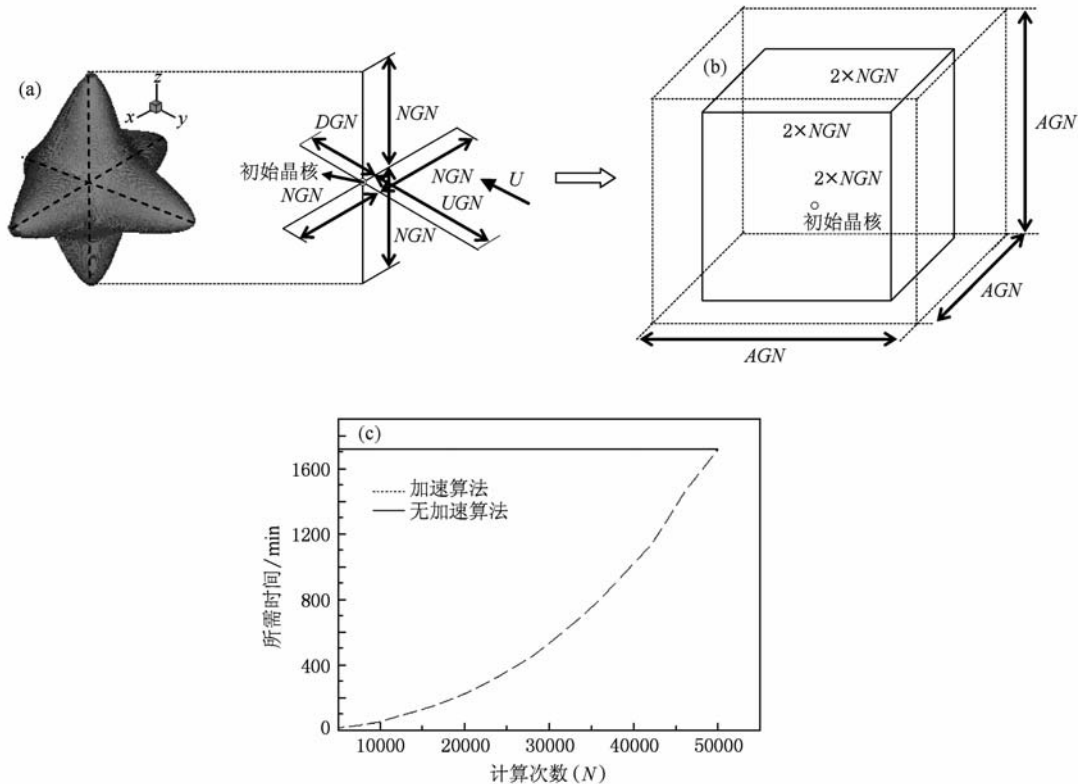 (a)
z
x
y
DGN
NGN
初始晶核
NGN
NGN
UGN
NGN
U
(b)
2×NGN
2×NGN
2×NGN
初始晶核
AGN
AGN
AGN
(c)
加速算法
无加速算法
所需时间/min
1600
1200
800
400
0
10000 20000 30000 40000 50000
计算次数(N)